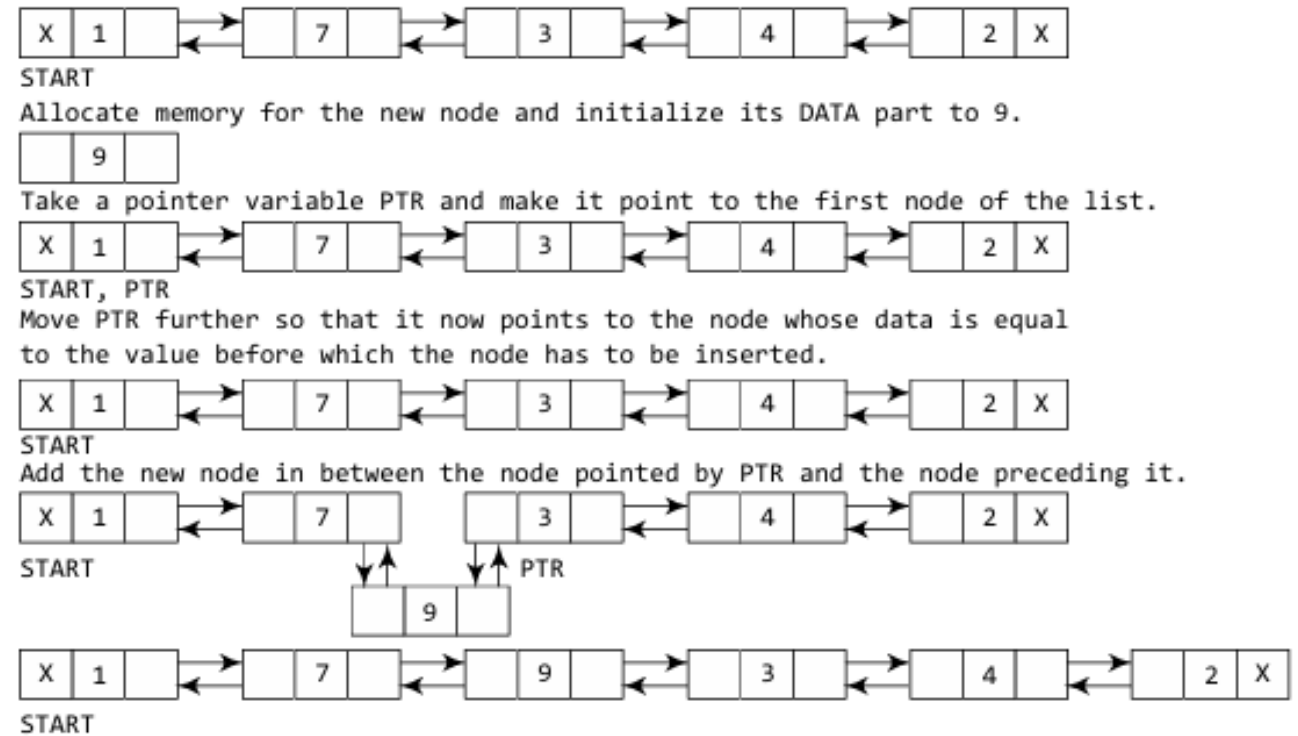 X 1 7 3 4 2 X
START
Allocate memory for the new node and initialize its DATA part to 9.
9
Take a pointer variable PTR and make it point to the first node of the list.
X 1 7 3 4 2 X
START, PTR
Move PTR further so that it now points to the node whose data is equal
to the value before which the node has to be inserted.
X 1 7 3 4 2 X
START
Add the new node in between the node pointed by PTR and the node preceding it.
X 1 7 3 4 2 X
START PTR
9
X 1 7 9 3 4 2 X
START